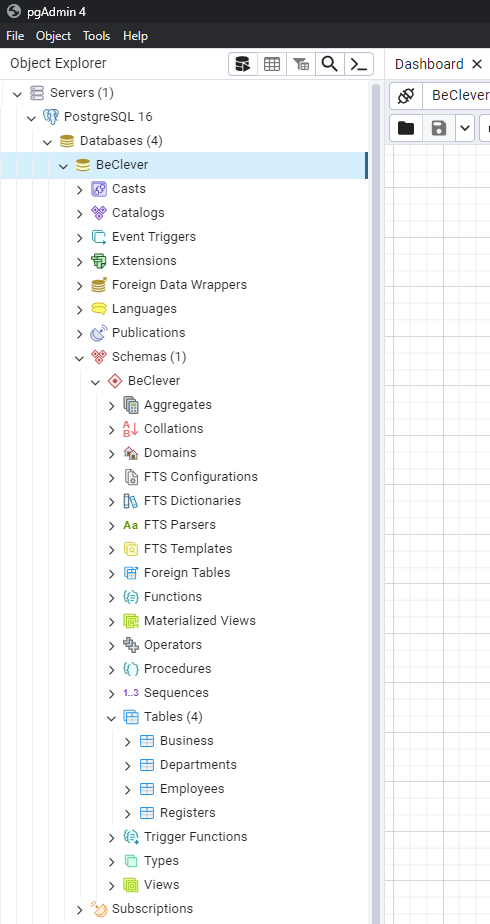 pgAdmin 4
File Object Tools Help
Object Explorer
Dashboard
Servers (1)
BeClever
PostgreSQL 16
Databases (4)
BeClever
Casts
Catalogs
Event Triggers
Extensions
Foreign Data Wrappers
Languages
Publications
Schemas (1)
BeClever
Aggregates
Collations
Domains
FTS Configurations
FTS Dictionaries
Aa FTS Parsers
FTS Templates
Foreign Tables
Functions
Materialized Views
Operators
Procedures
1..3 Sequences
Tables (4)
Business
Departments
Employees
Registers
Trigger Functions
Types
Views
Subscriptions